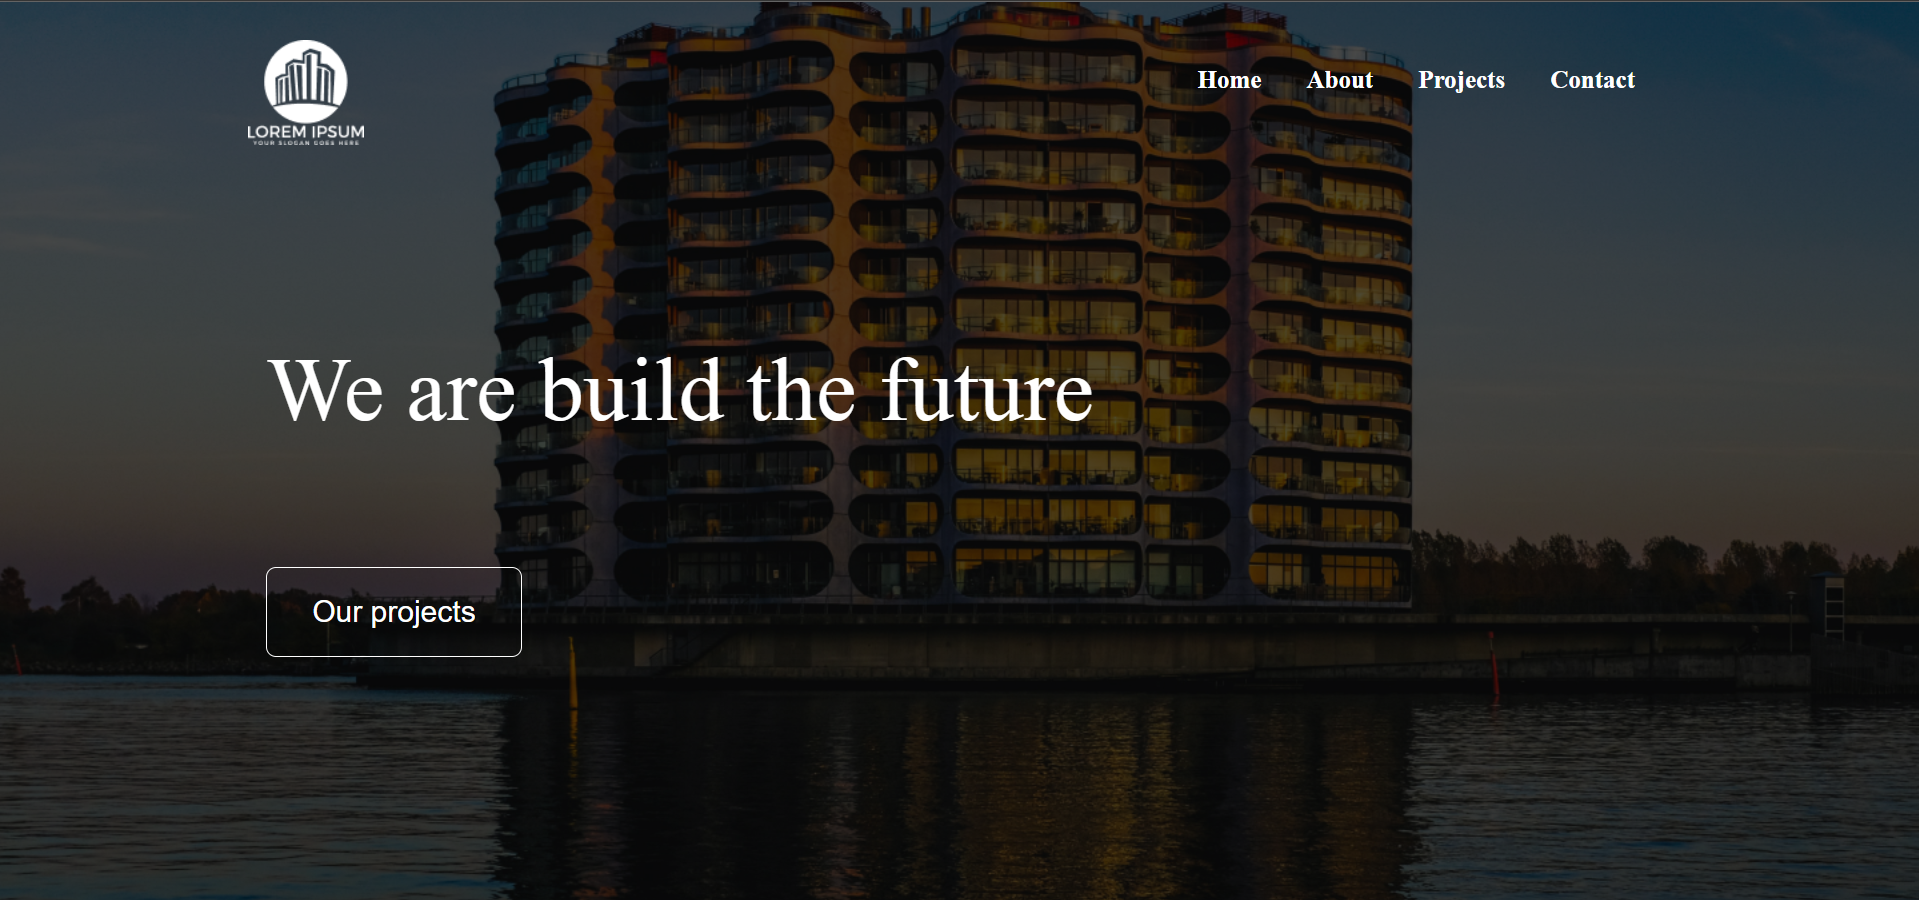 LOREM IPSUM
YOUR SLOGAN GOES HERE
Home About Projects Contact
We are build the future
Our projects